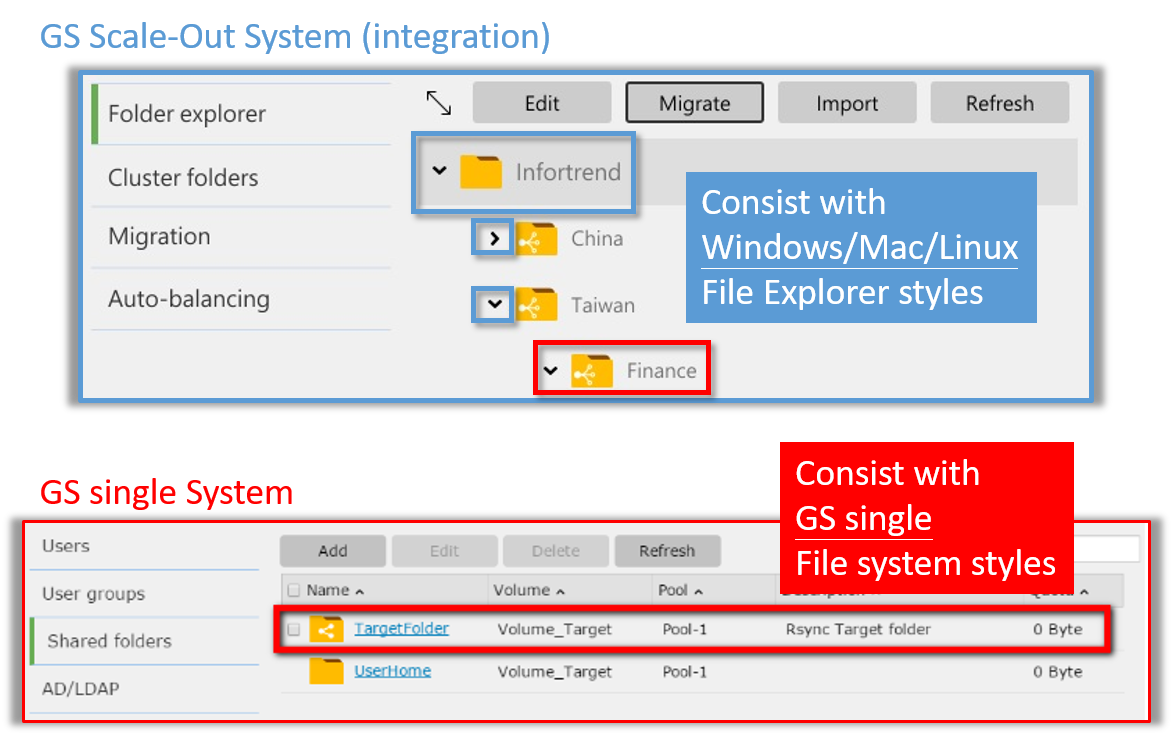 GS Scale-Out System (integration)
Folder explorer
Cluster folders
Migration
Auto-balancing
Edit Migrate Import Refresh
Infortrend
China
Taiwan
Finance
Consist with
Windows/Mac/Linux
File Explorer styles
GS single System
Consist with
GS single
File system styles
Users
User groups
Shared folders
AD/LDAP
Add Edit Delete Refresh
Name Volume Pool
TargetFolder Volume_Target Pool-1 Rsync Target folder 0 Byte
UserHome Volume_Target Pool-1 0 Byte